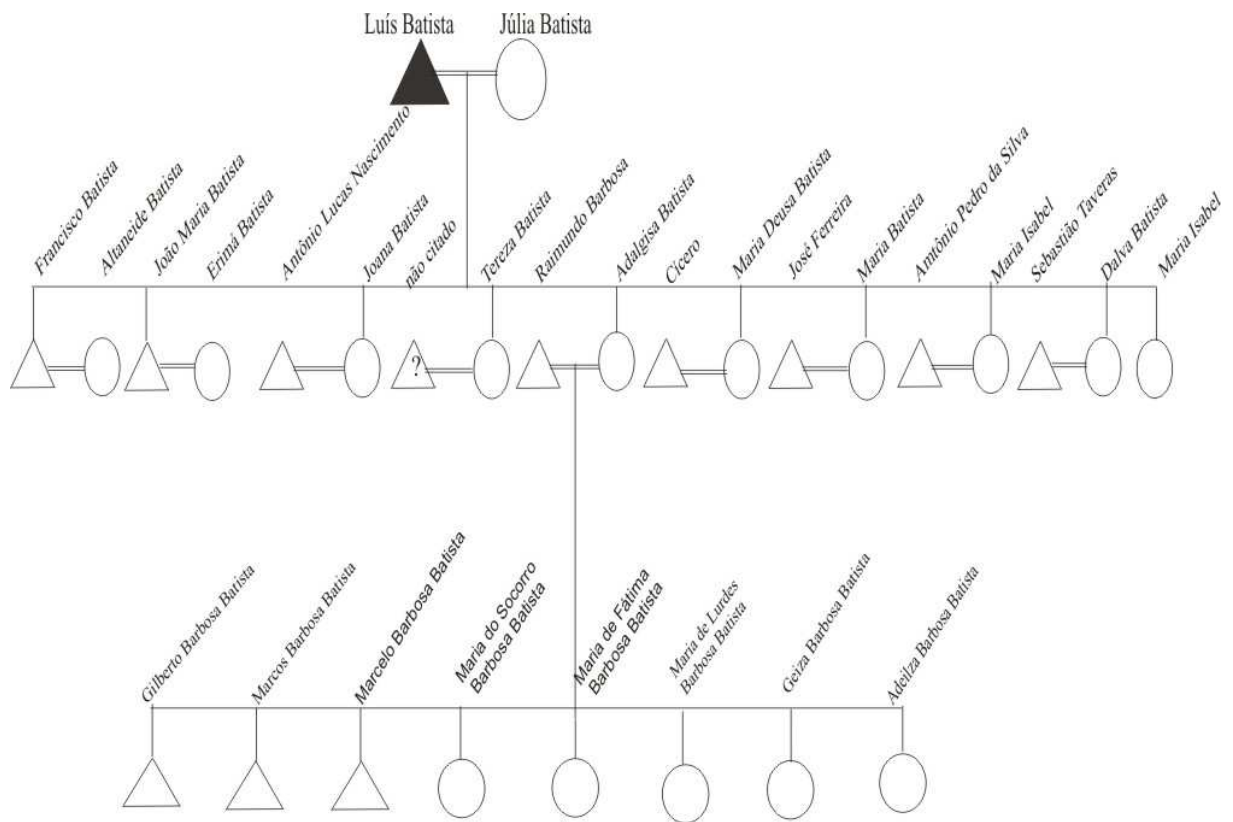 Luís Batista
Júlia Batista
Francisco Batista
Altaneide Batista
João Maria Batista
Erimá Batista
Antônio Lucas Nascimento
Joana Batista
não citado
Tereza Batista
Raimundo Barbosa
Adalgisa Batista
Cícero
Maria Deusa Batista
José Ferreira
Maria Batista
Amtônio Pedro da Silva
Maria Isabel
Sebastião Taveras
Dalva Batista
Maria Isabel
?
Gilberto Barbosa Batista
Marcos Barbosa Batista
Marcelo Barbosa Batista
Maria do Socorro
Barbosa Batista
Maria de Fátima
Barbosa Batista
Maria de Lurdes
Barbosa Batista
Geiza Barbosa Batista
Adeilza Barbosa Batista